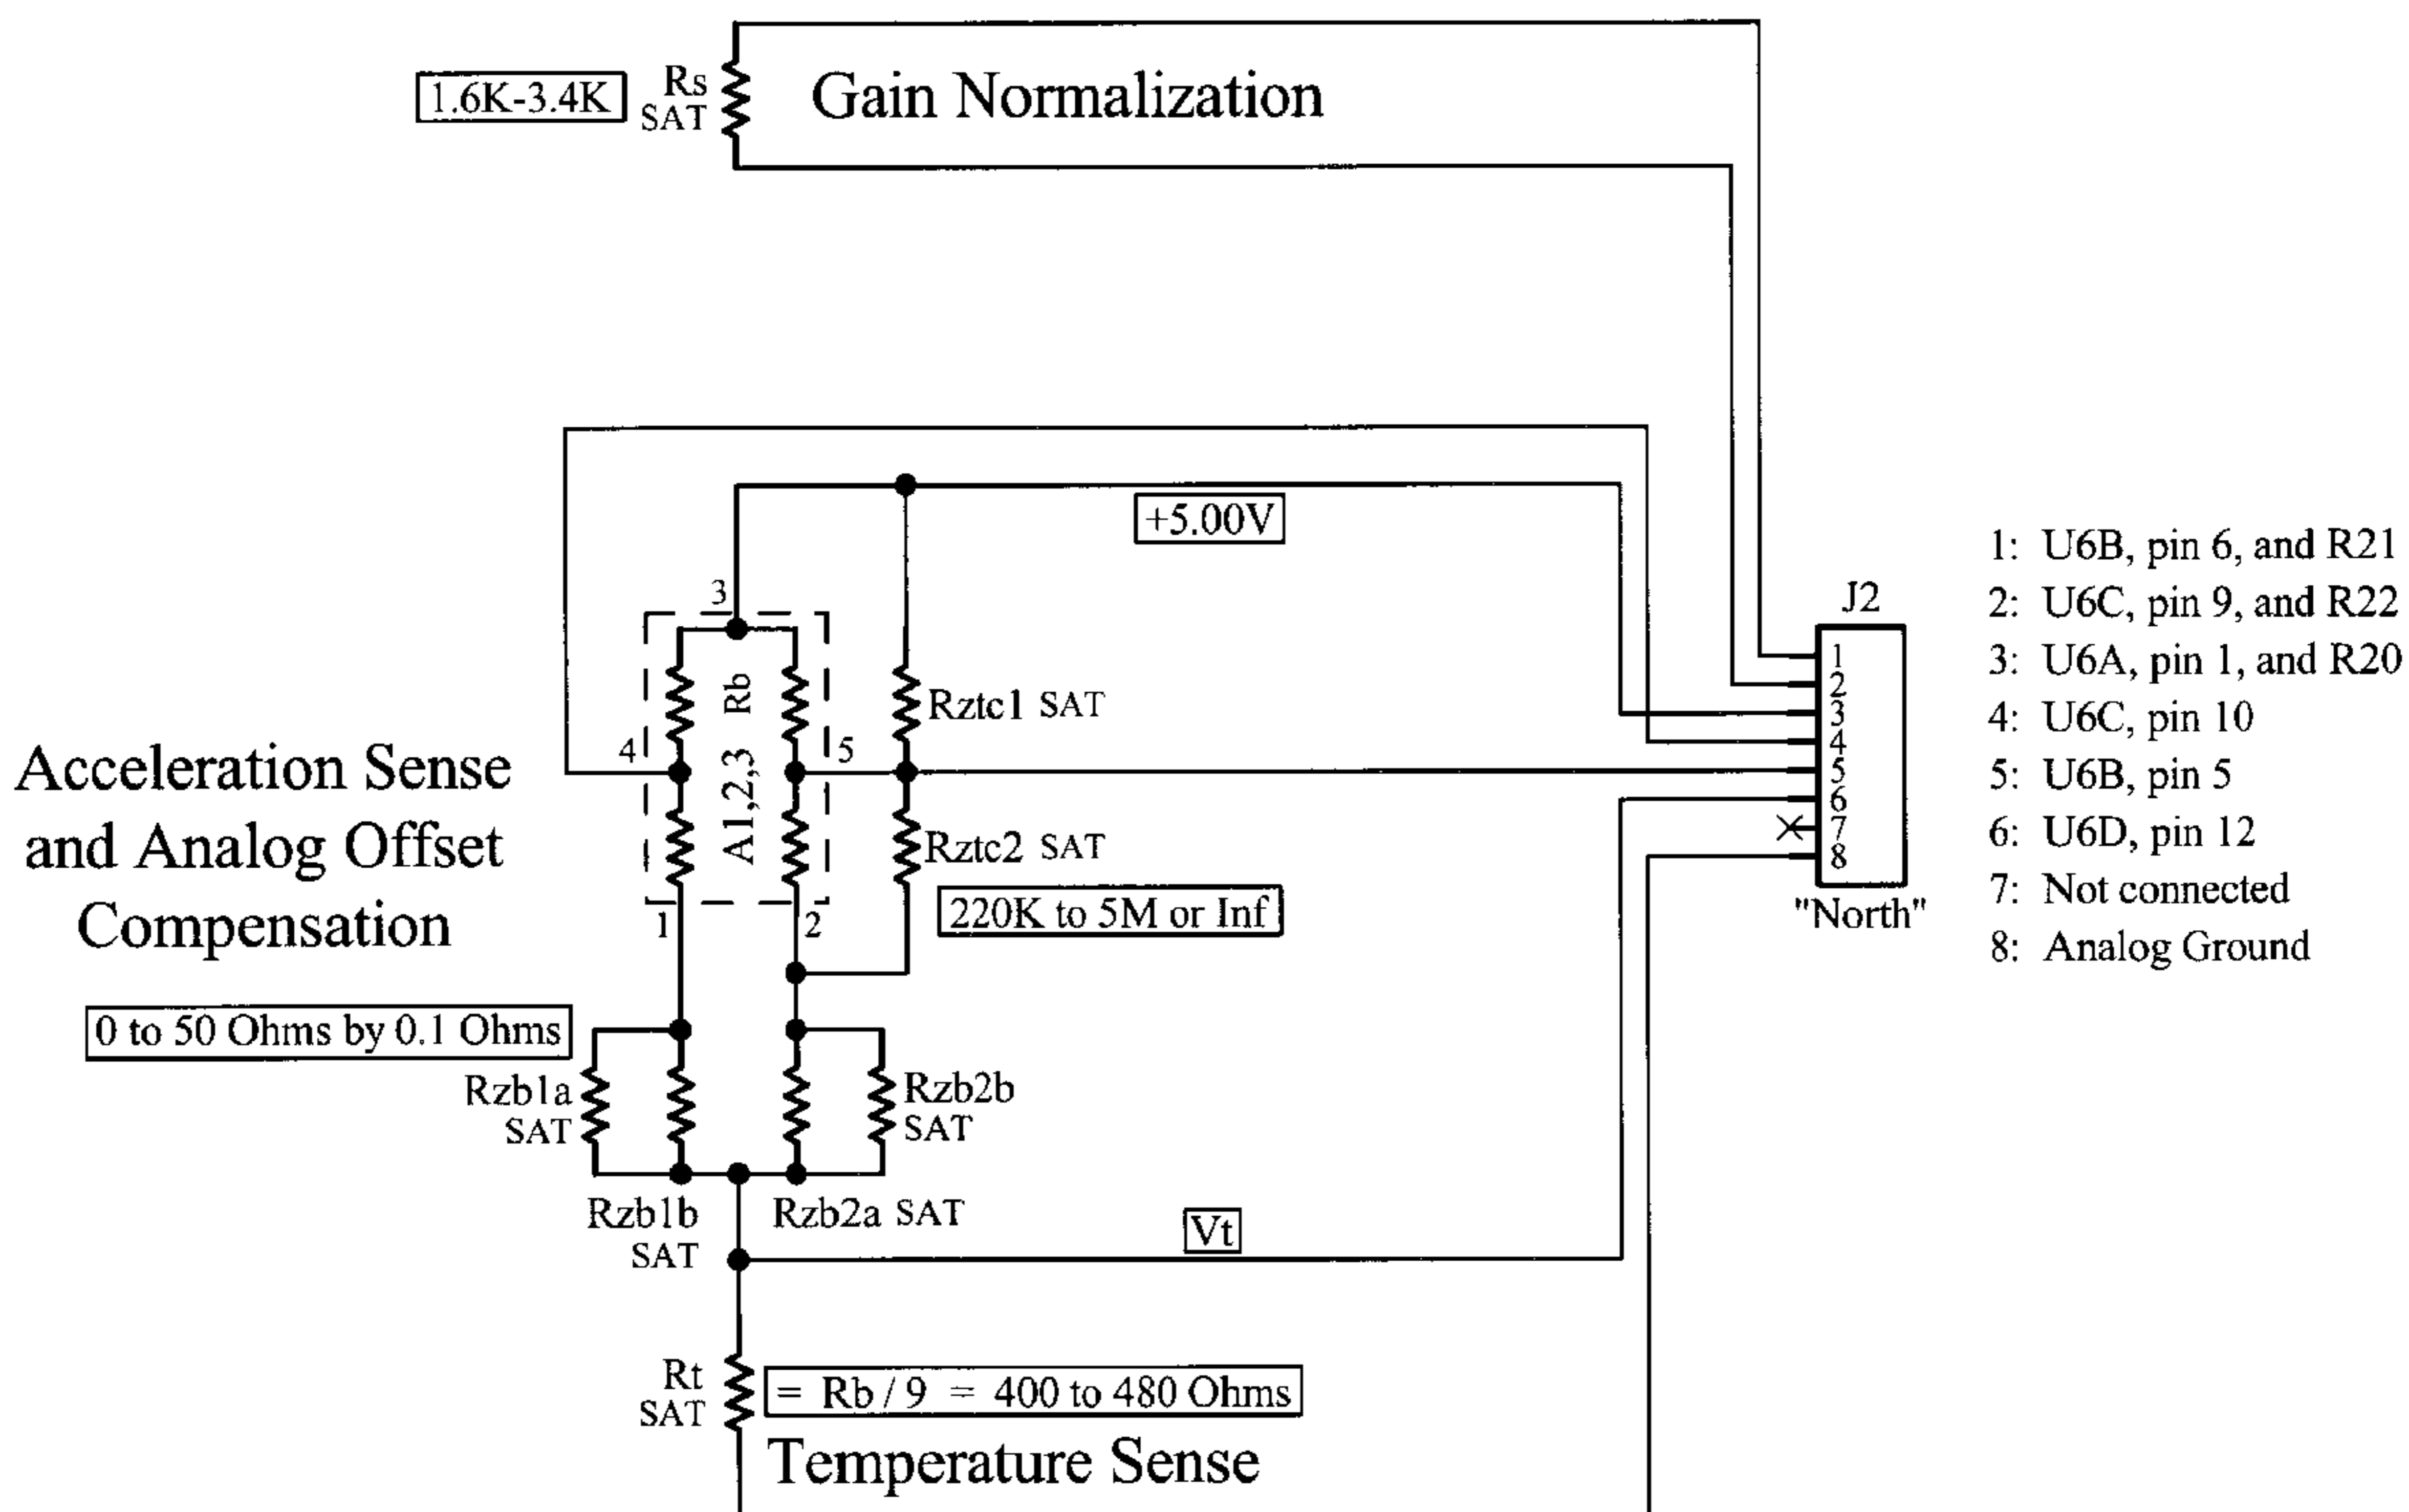 1.6K-3.4K
Rs
SAT
Gain Normalization
+5.00V
3
Rb
A1,2,3
4
5
1
2
Rztc1 SAT
Rztc2 SAT
220K to 5M or Inf
Acceleration Sense
and Analog Offset
Compensation
0 to 50 Ohms by 0.1 Ohms
Rzb1a
SAT
Rzb2b
SAT
Rzb1b
SAT
Rzb2a SAT
Vt
Rt
SAT
= Rb / 9 = 400 to 480 Ohms
Temperature Sense
J2
1
2
3
4
5
6
7
8
"North"
1: U6B, pin 6, and R21
2: U6C, pin 9, and R22
3: U6A, pin 1, and R20
4: U6C, pin 10
5: U6B, pin 5
6: U6D, pin 12
7: Not connected
8: Analog Ground